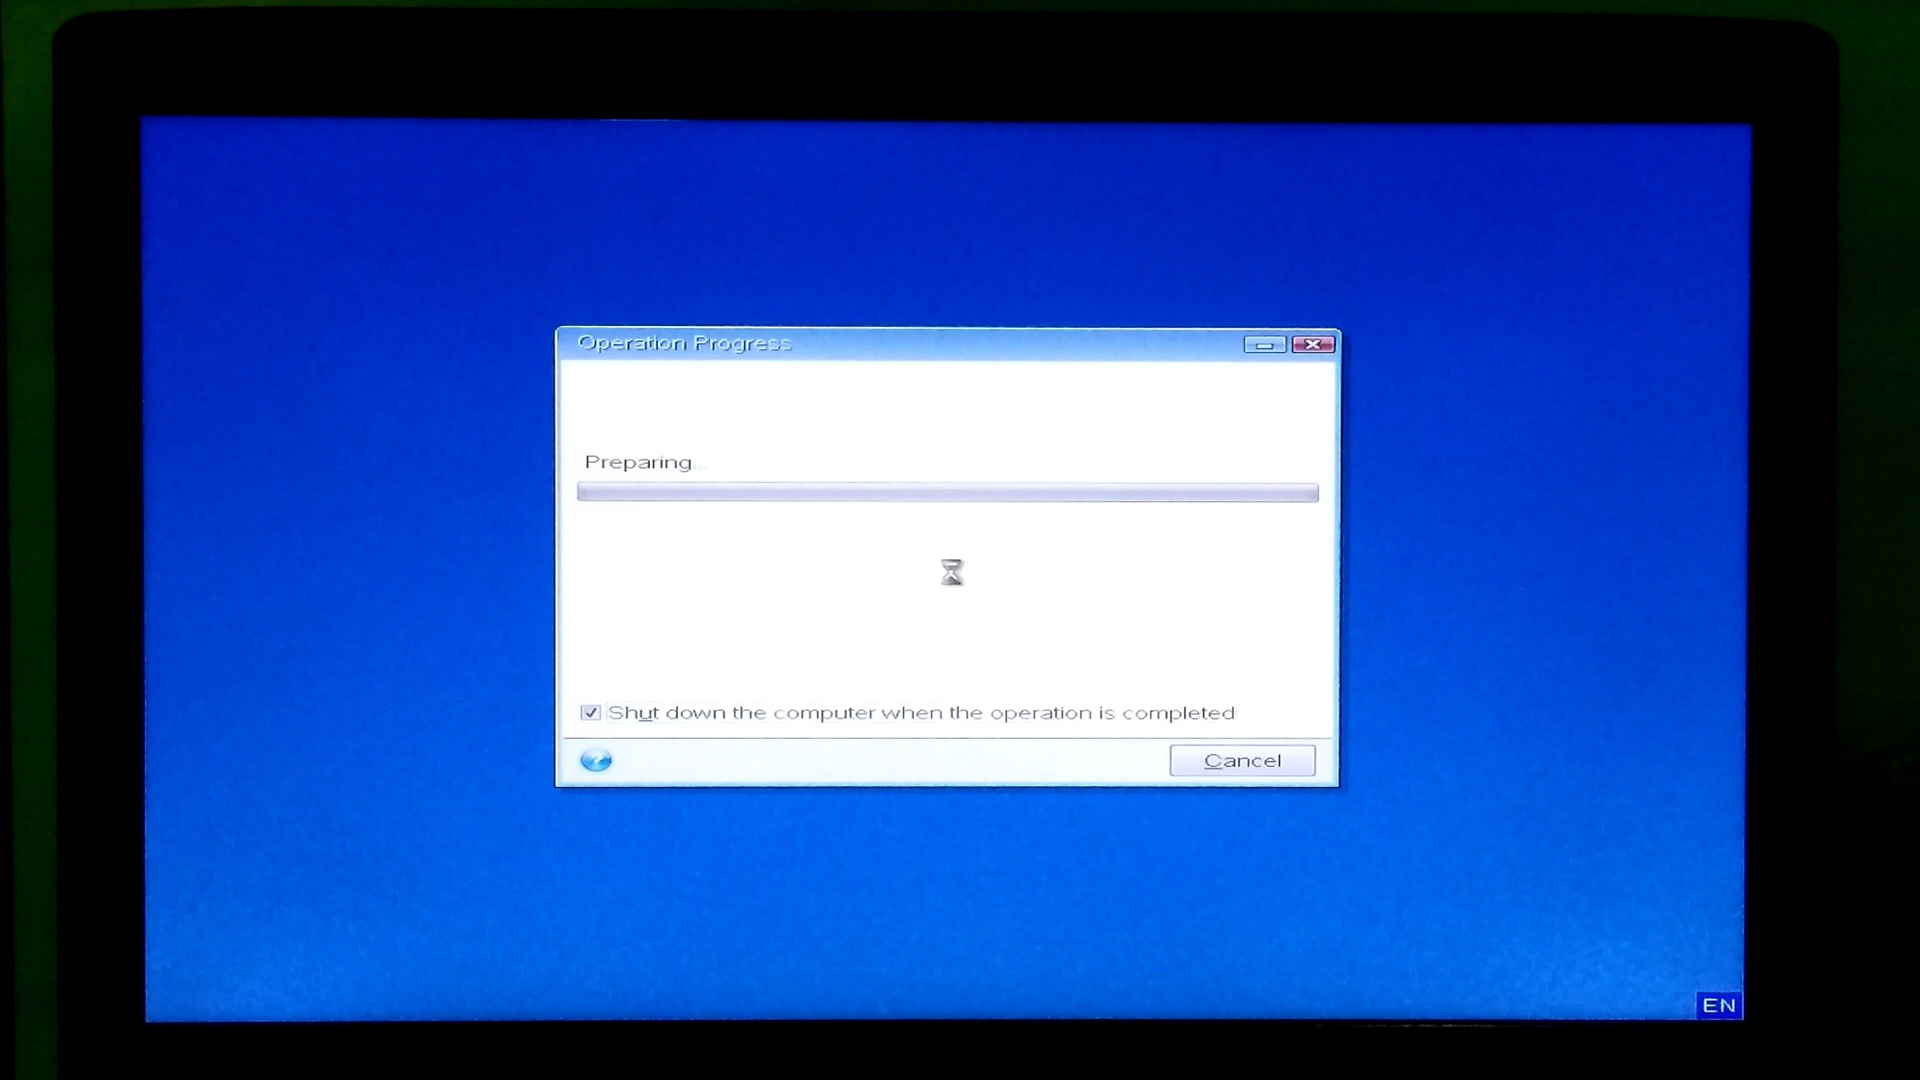 Operation Progress
Preparing...
Shut down the computer when the operation is completed
Cancel
EN